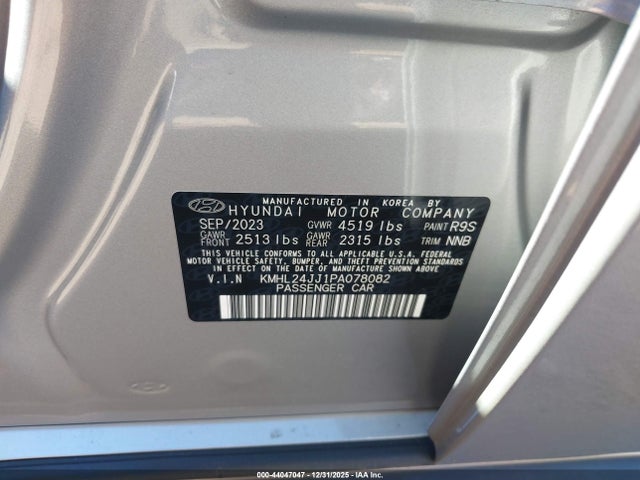 MANUFACTURED IN KOREA BY
HYUNDAI MOTOR COMPANY
SEP/2023 GVWR 4519 lbs PAINT R9S
GAWR FRONT 2513 lbs GAWR REAR 2315 lbs TRIM NNB
THIS VEHICLE CONFORMS TO ALL APPLICABLE U.S. FEDERAL
MOTOR VEHICLE SAFETY, BUMPER, AND THEFT PREVENTION STANDARDS
IN EFFECT ON THE DATE OF MANUFACTURE SHOWN ABOVE.
V.I.N KMHL24JJ1PA078082
PASSENGER CAR
000-44047047 - 12/31/2025 - IAA Inc.